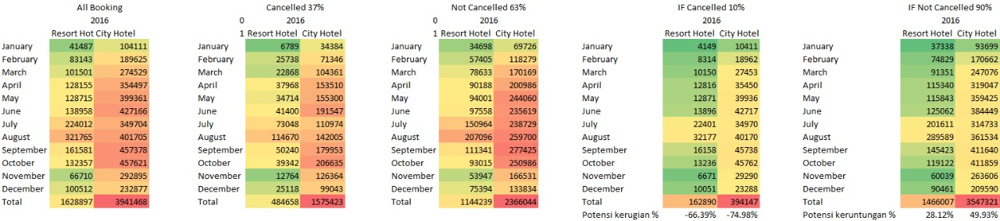 All Booking Cancelled 37% Not Cancelled 63% IF Cancelled 10% IF Not Cancelled 90%
2016 0 2016 0 2016 2016 2016
Resort Hot City Hotel 1 Resort Hotel City Hotel 1 Resort Hotel City Hotel Resort Hotel City Hotel Resort Hotel City Hotel
January 41487 104111 January 6789 34384 January 34698 69726 January 4149 10411 January 37338 93699
February 83143 189625 February 25738 71346 February 57405 118279 February 8314 18962 February 74829 170662
March 101501 274529 March 22868 104361 March 78633 170169 March 10150 27453 March 91351 247076
April 128155 354497 April 37968 153510 April 90188 200986 April 12816 35450 April 115340 319047
May 128715 399361 May 34714 155300 May 94001 244060 May 12871 39936 May 115843 359425
June 138958 427166 June 41400 191547 June 97558 235619 June 13896 42717 June 125062 384449
July 224012 349704 July 73048 110974 July 150964 238729 July 22401 34970 July 201611 314733
August 321765 401705 August 114670 142005 August 207096 259700 August 32177 40170 August 289589 361534
September 161581 457378 September 50240 179953 September 111341 277425 September 16158 45738 September 145423 411640
October 132357 457621 October 39342 206635 October 93015 250986 October 13236 45762 October 119122 411859
November 66710 292895 November 12764 126364 November 53947 166531 November 6671 29290 November 60039 263606
December 100512 232877 December 25118 99043 December 75394 133834 December 10051 23288 December 90461 209590
Total 1628897 3941468 Total 484658 1575423 Total 1144239 2366044 Total 162890 394147 Total 1466007 3547321
Potensi kerugian % -66.39% -74.98% Potensi keruntungan % 28.12% 49.93%